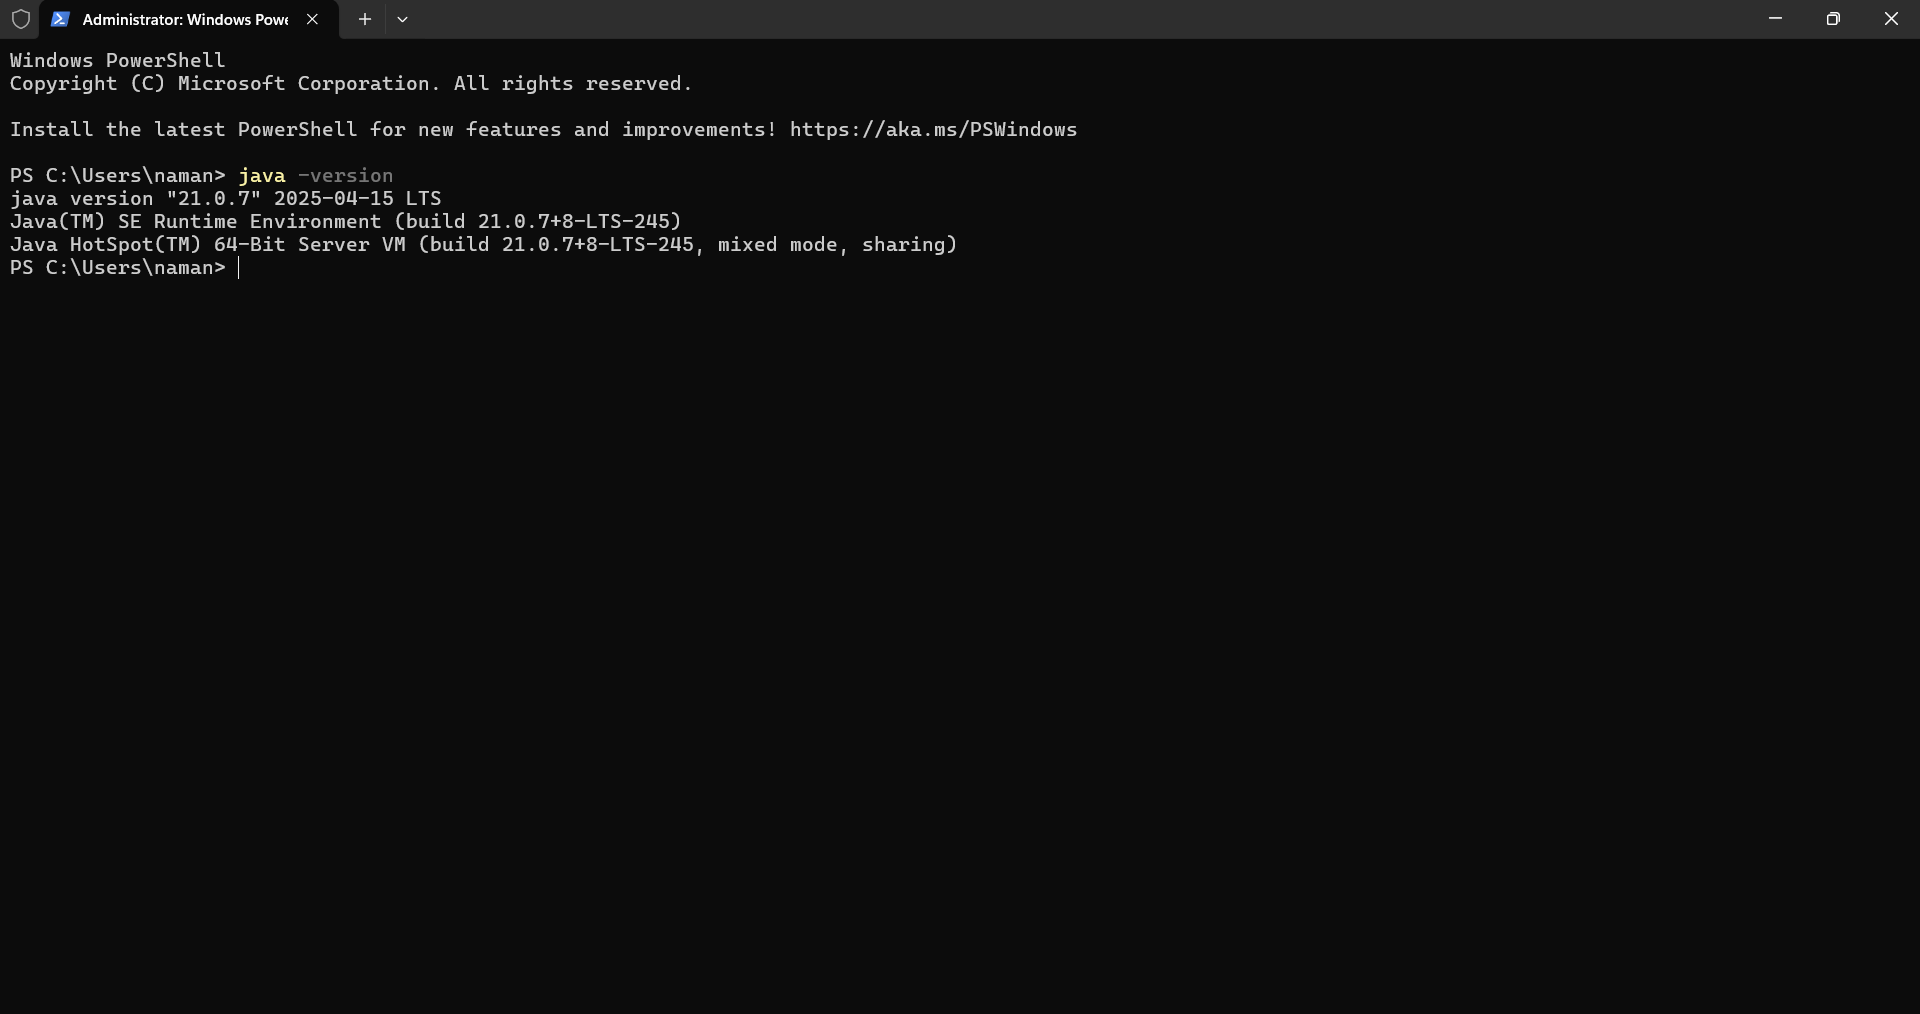 Administrator: Windows Powe
Windows PowerShell
Copyright (C) Microsoft Corporation. All rights reserved.
Install the latest PowerShell for new features and improvements! https://aka.ms/PSWindows
PS C:\Users\naman> java -version
java version "21.0.7" 2025-04-15 LTS
Java(TM) SE Runtime Environment (build 21.0.7+8-LTS-245)
Java HotSpot(TM) 64-Bit Server VM (build 21.0.7+8-LTS-245, mixed mode, sharing)
PS C:\Users\naman>